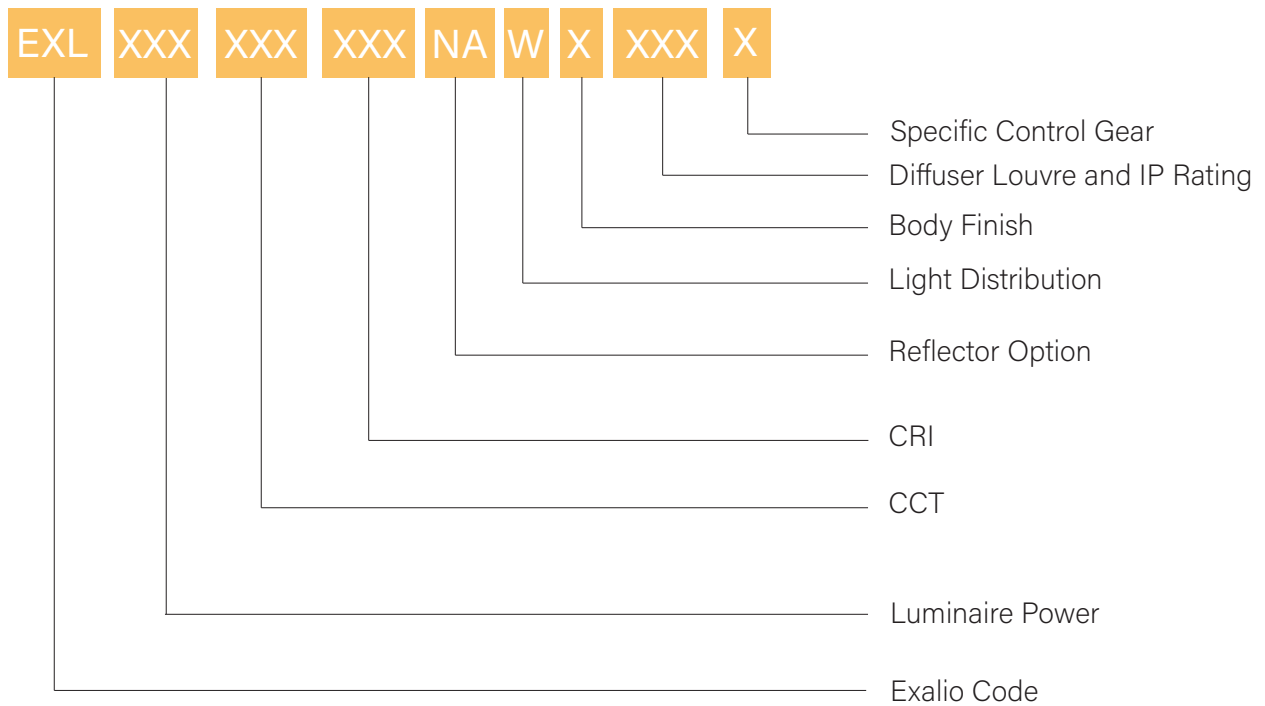 EXL XXX XXX XXX NA W X XXX X
Specific Control Gear
Diffuser Louvre and IP Rating
Body Finish
Light Distribution
Reflector Option
CRI
CCT
Luminaire Power
Exalio Code